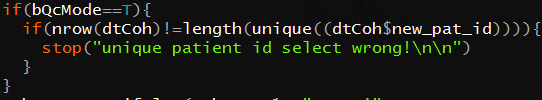 if(bQcMode==T){
  if(nrow(dtCoh)!=length(unique((dtCoh$new_pat_id)))){
    stop("unique patient id select wrong!\n\n")
  }
}